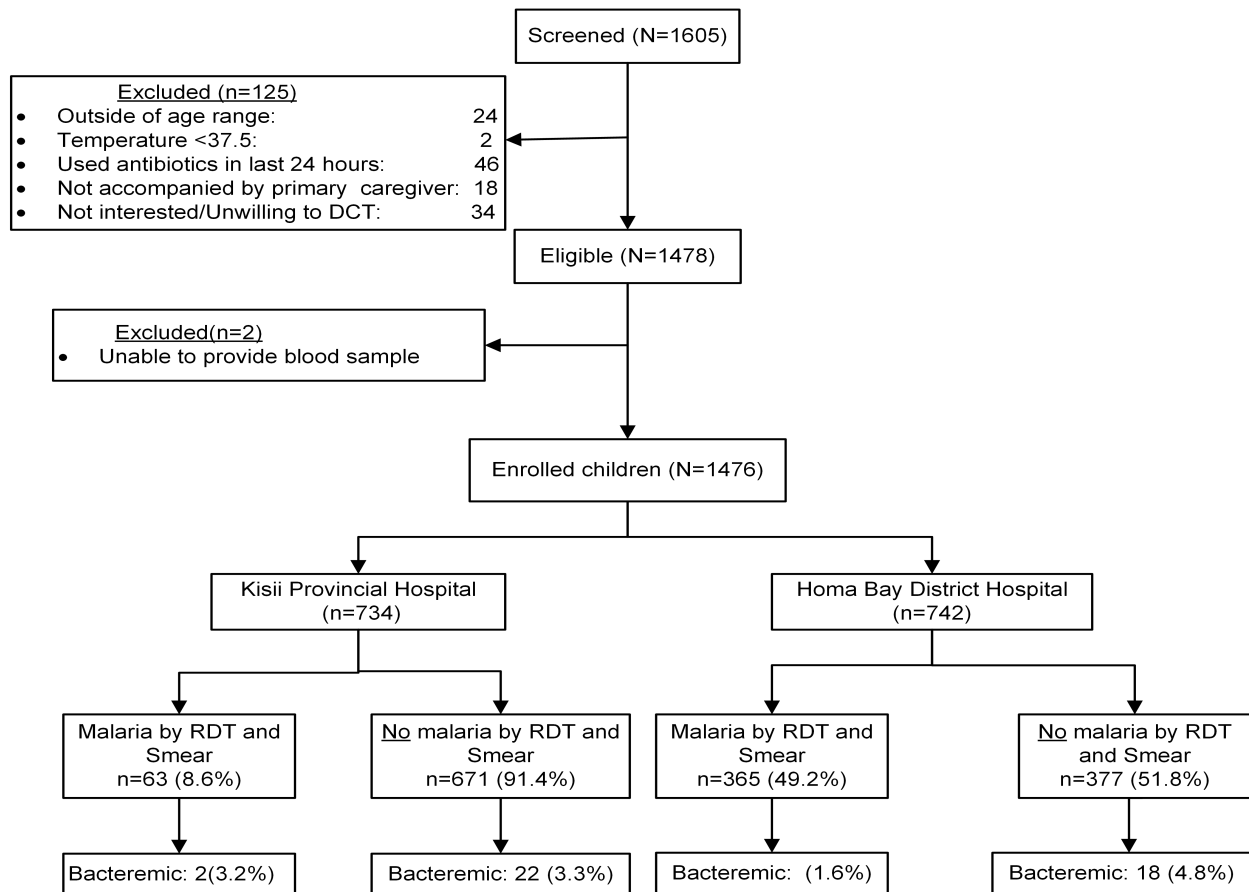 Screened (N=1605)
Excluded (n=125)
• Outside of age range: 24
• Temperature <37.5: 2
• Used antibiotics in last 24 hours: 46
• Not accompanied by primary caregiver: 18
• Not interested/Unwilling to DCT: 34
Eligible (N=1478)
Excluded(n=2)
• Unable to provide blood sample
Enrolled children (N=1476)
Kisii Provincial Hospital
(n=734)
Homa Bay District Hospital
(n=742)
Malaria by RDT and
Smear
n=63 (8.6%)
No malaria by RDT and
Smear
n=671 (91.4%)
Malaria by RDT and
Smear
n=365 (49.2%)
No malaria by RDT
and Smear
n=377 (51.8%)
Bacteremic: 2(3.2%)
Bacteremic: 22 (3.3%)
Bacteremic: (1.6%)
Bacteremic: 18 (4.8%)